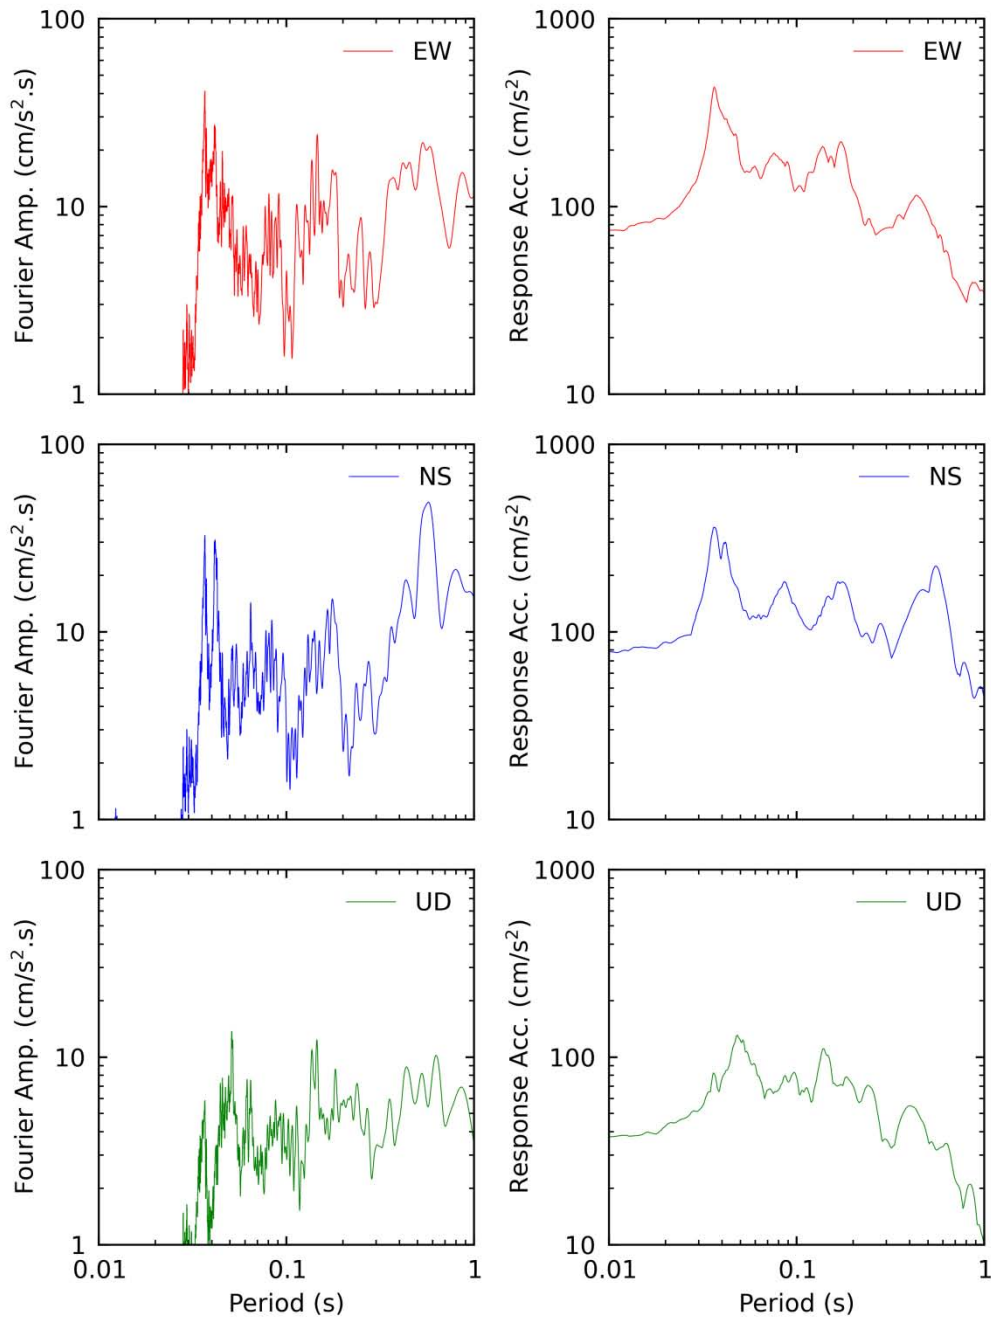 100
10
1
Fourier Amp. (cm/s².s)
EW
1000
100
10
Response Acc. (cm/s²)
EW
100
10
1
Fourier Amp. (cm/s².s)
NS
1000
100
10
Response Acc. (cm/s²)
NS
100
10
1
Fourier Amp. (cm/s².s)
UD
0.01
0.1
1
Period (s)
1000
100
10
Response Acc. (cm/s²)
UD
0.01
0.1
1
Period (s)